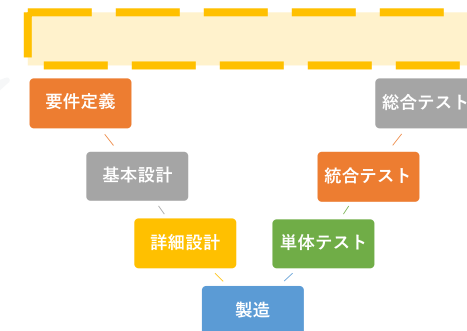 要件定義
総合テスト
基本設計
統合テスト
詳細設計
単体テスト
製造